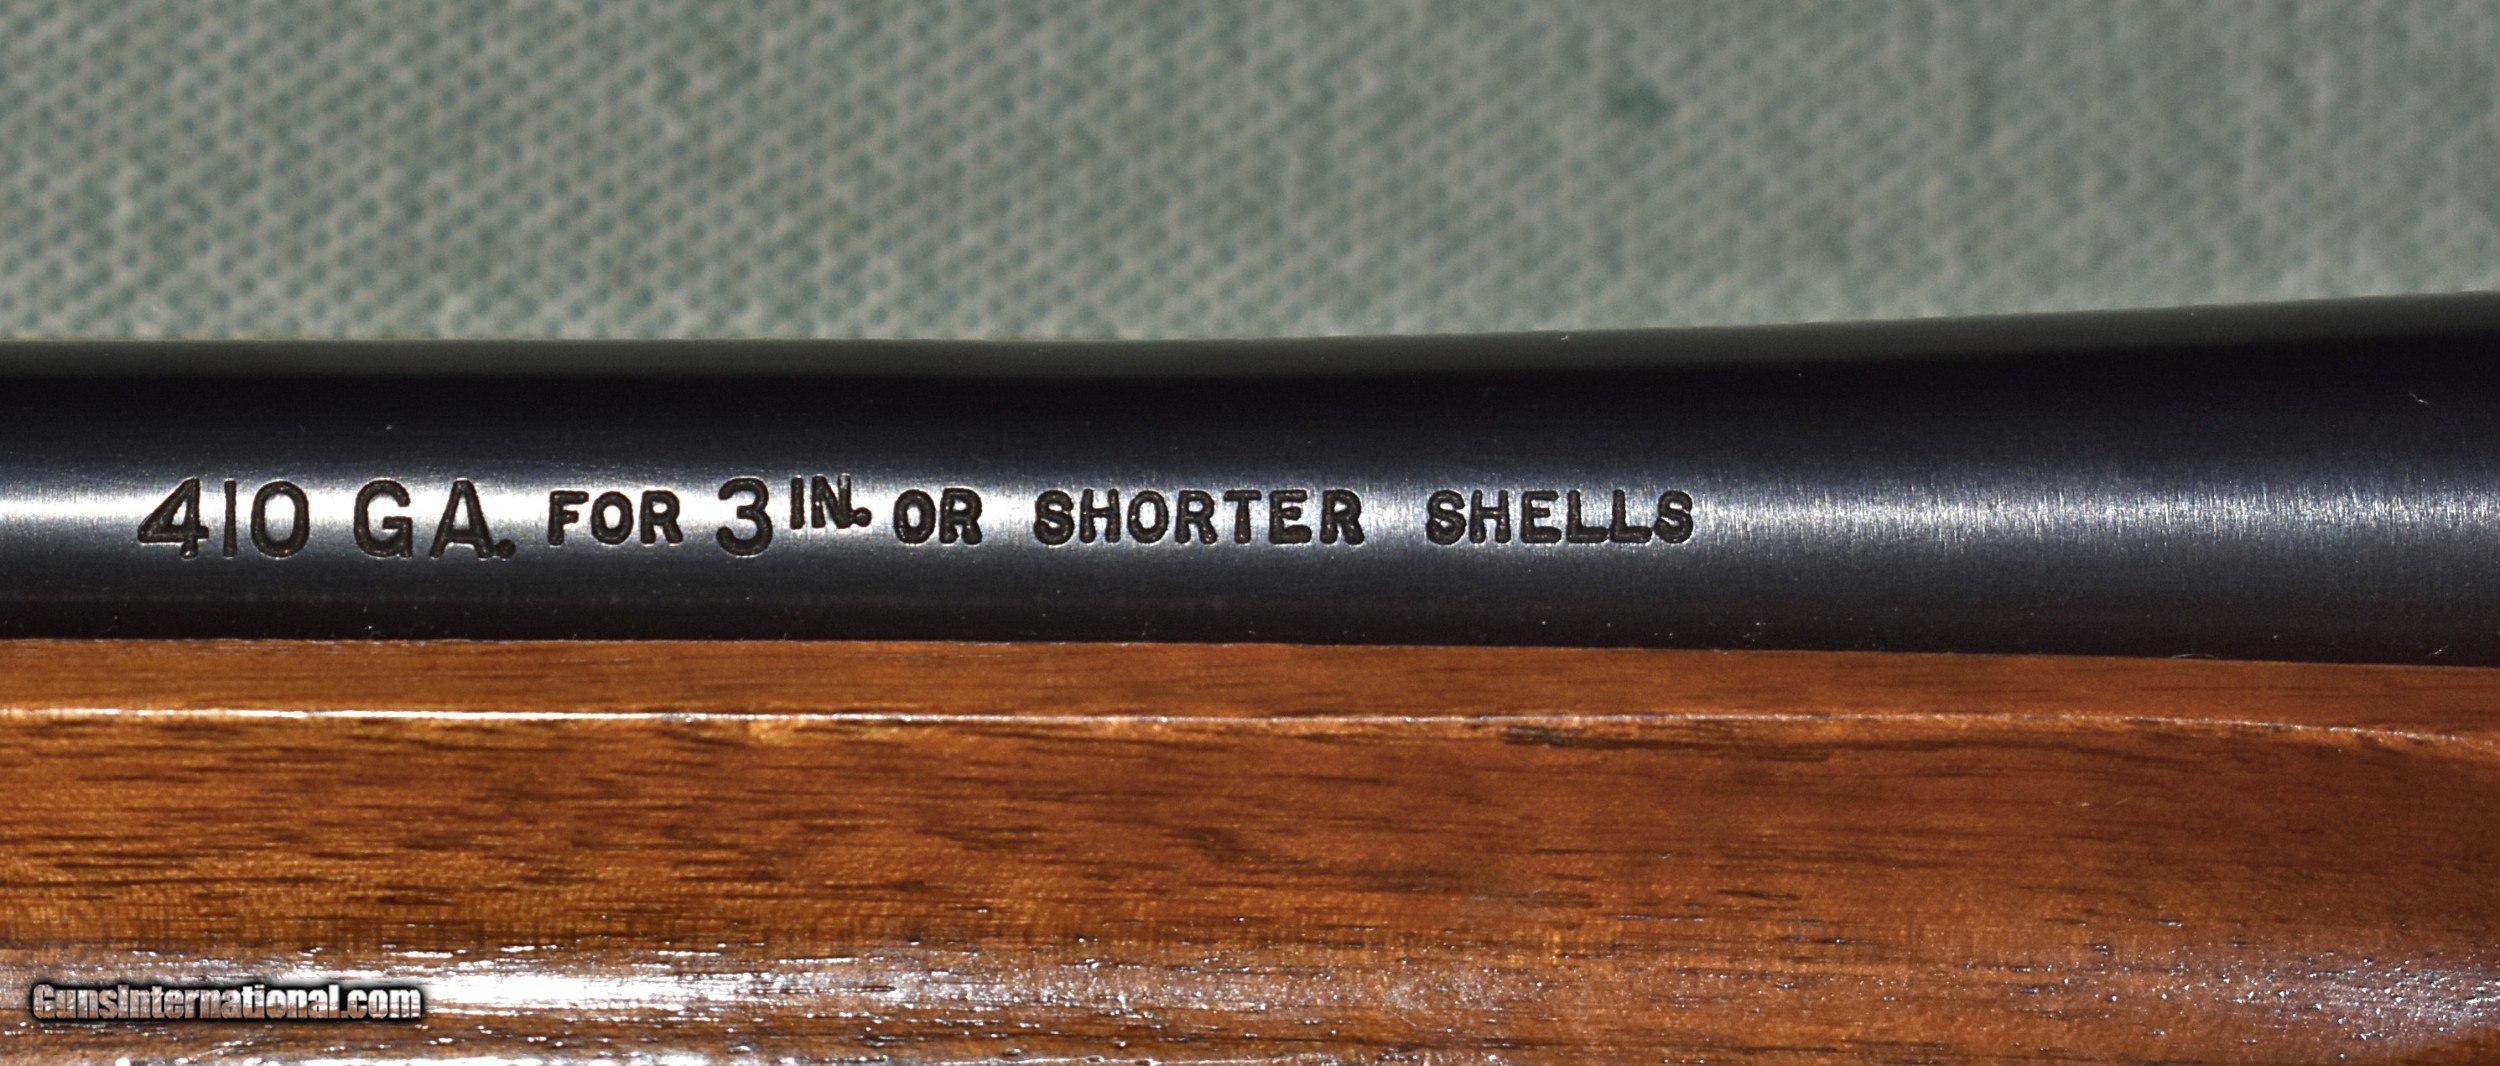 410 GA. FOR 3 IN. OR SHORTER SHELLS
GunsInternational.com